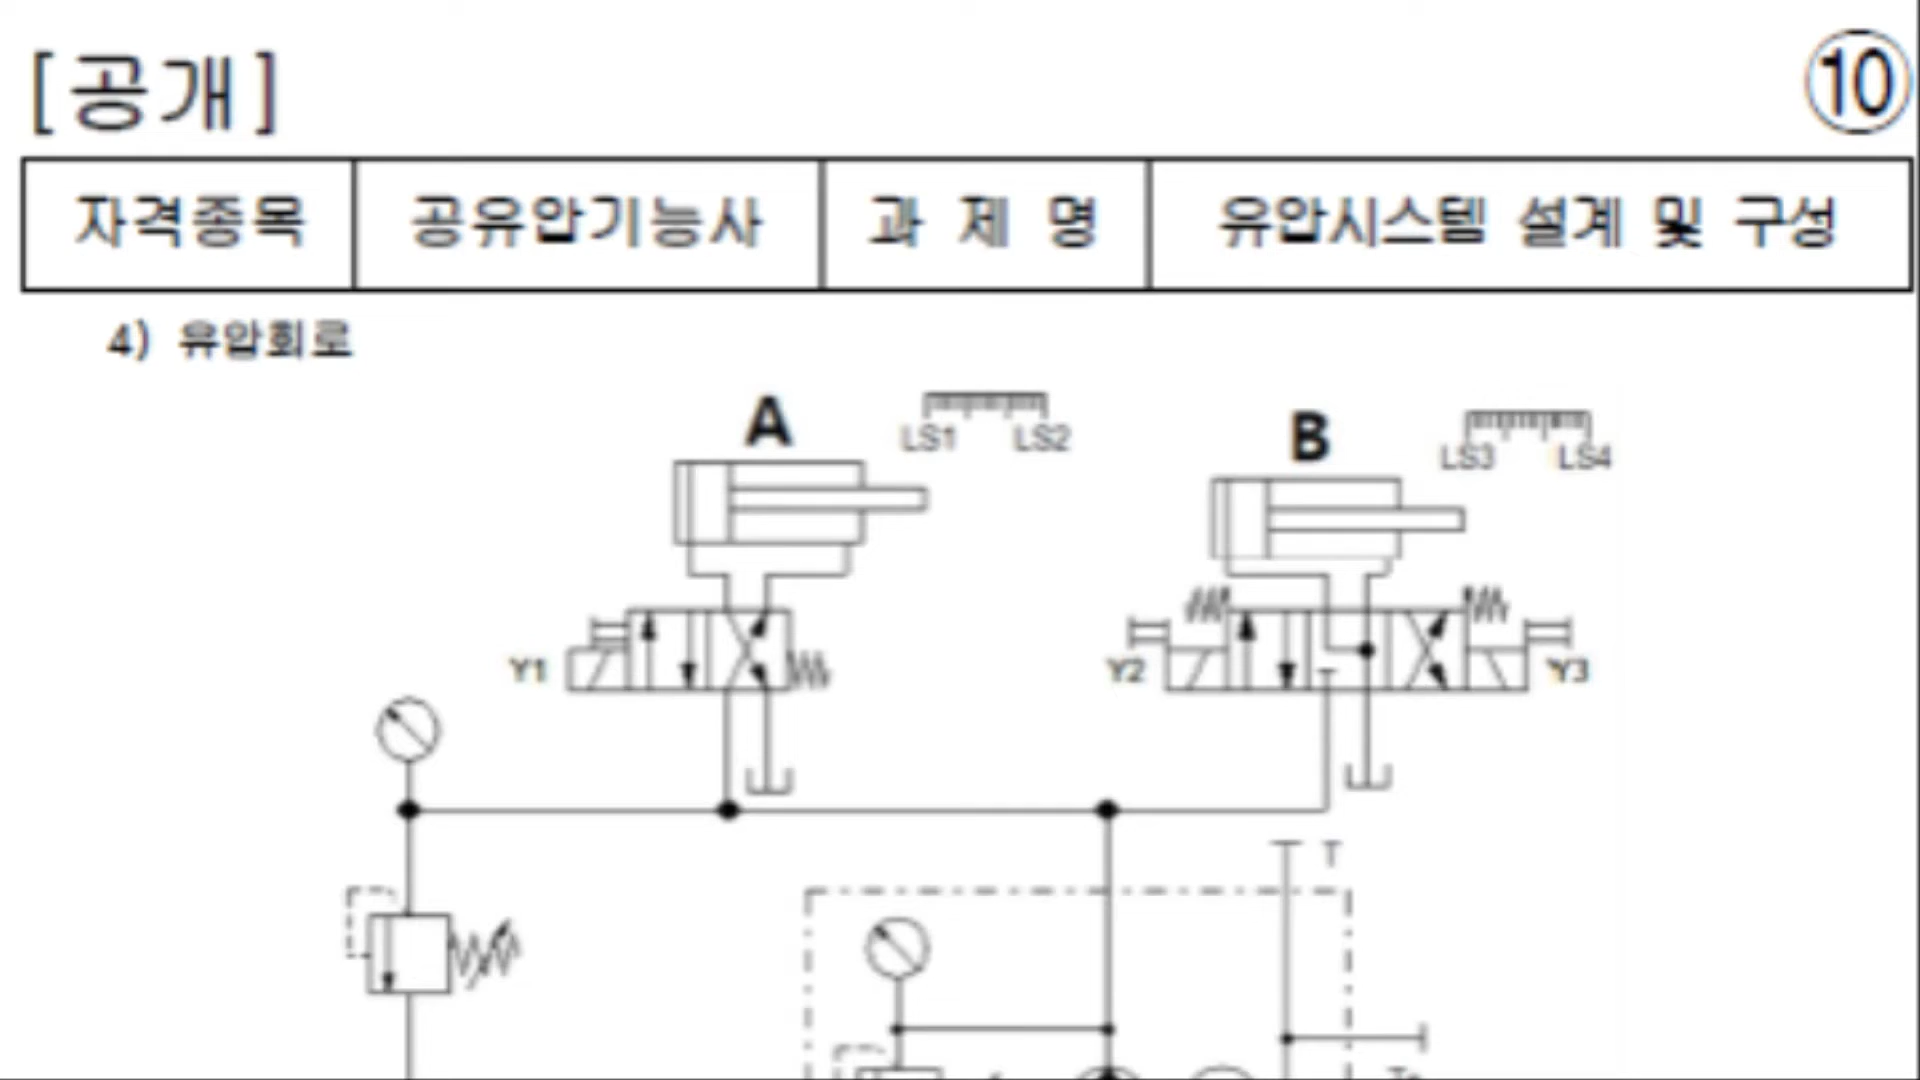 [공개]
⑩
자격종목 공유압기능사 과 제 명 유압시스템 설계 및 구성
4) 유압회로
A
LS1 LS2
B
LS3 LS4
Y1
Y2
Y3
T